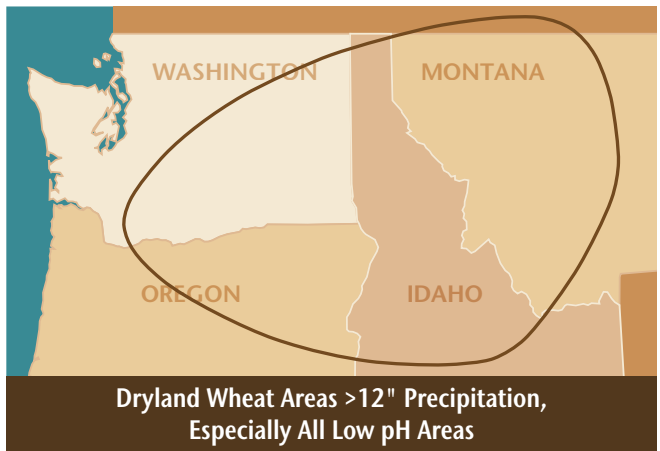 WASHINGTON
MONTANA
OREGON
IDAHO
Dryland Wheat Areas >12" Precipitation,
Especially All Low pH Areas